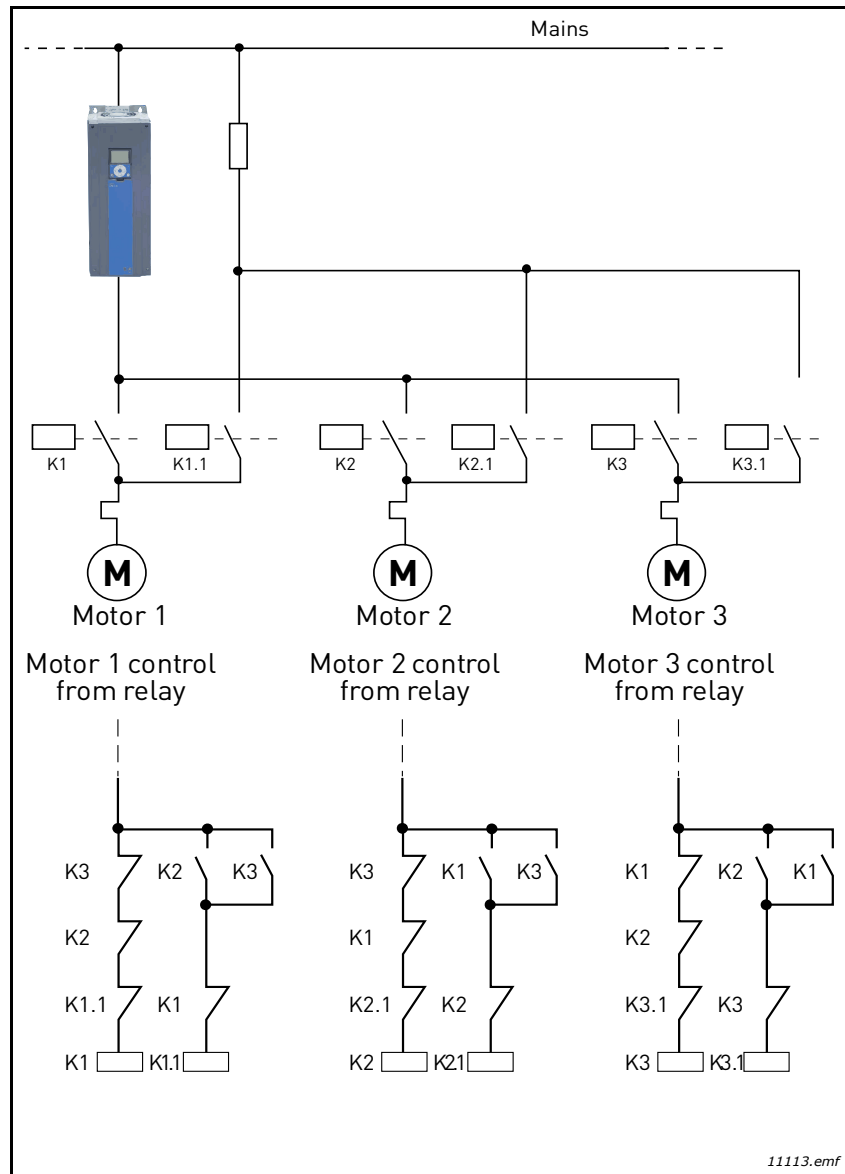 Mains
K1 K1.1 K2 K2.1 K3 K3.1
M M M
Motor 1 Motor 2 Motor 3
Motor 1 control
from relay
Motor 2 control
from relay
Motor 3 control
from relay
K3 K2 K3
K2
K1.1 K1
K1 K1.1
K3 K1 K3
K1
K2.1 K2
K2 K2.1
K1 K2 K1
K2
K3.1 K3
K3 K3.1
11113.emf